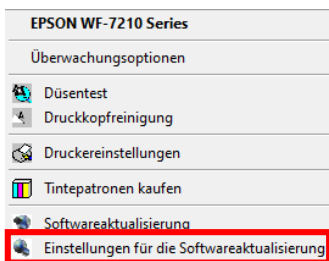 EPSON WF-7210 Series
Überwachungsoptionen
Düsentest
Druckkopfreinigung
Druckereinstellungen
Tintepatronen kaufen
Softwareaktualisierung
Einstellungen für die Softwareaktualisierung